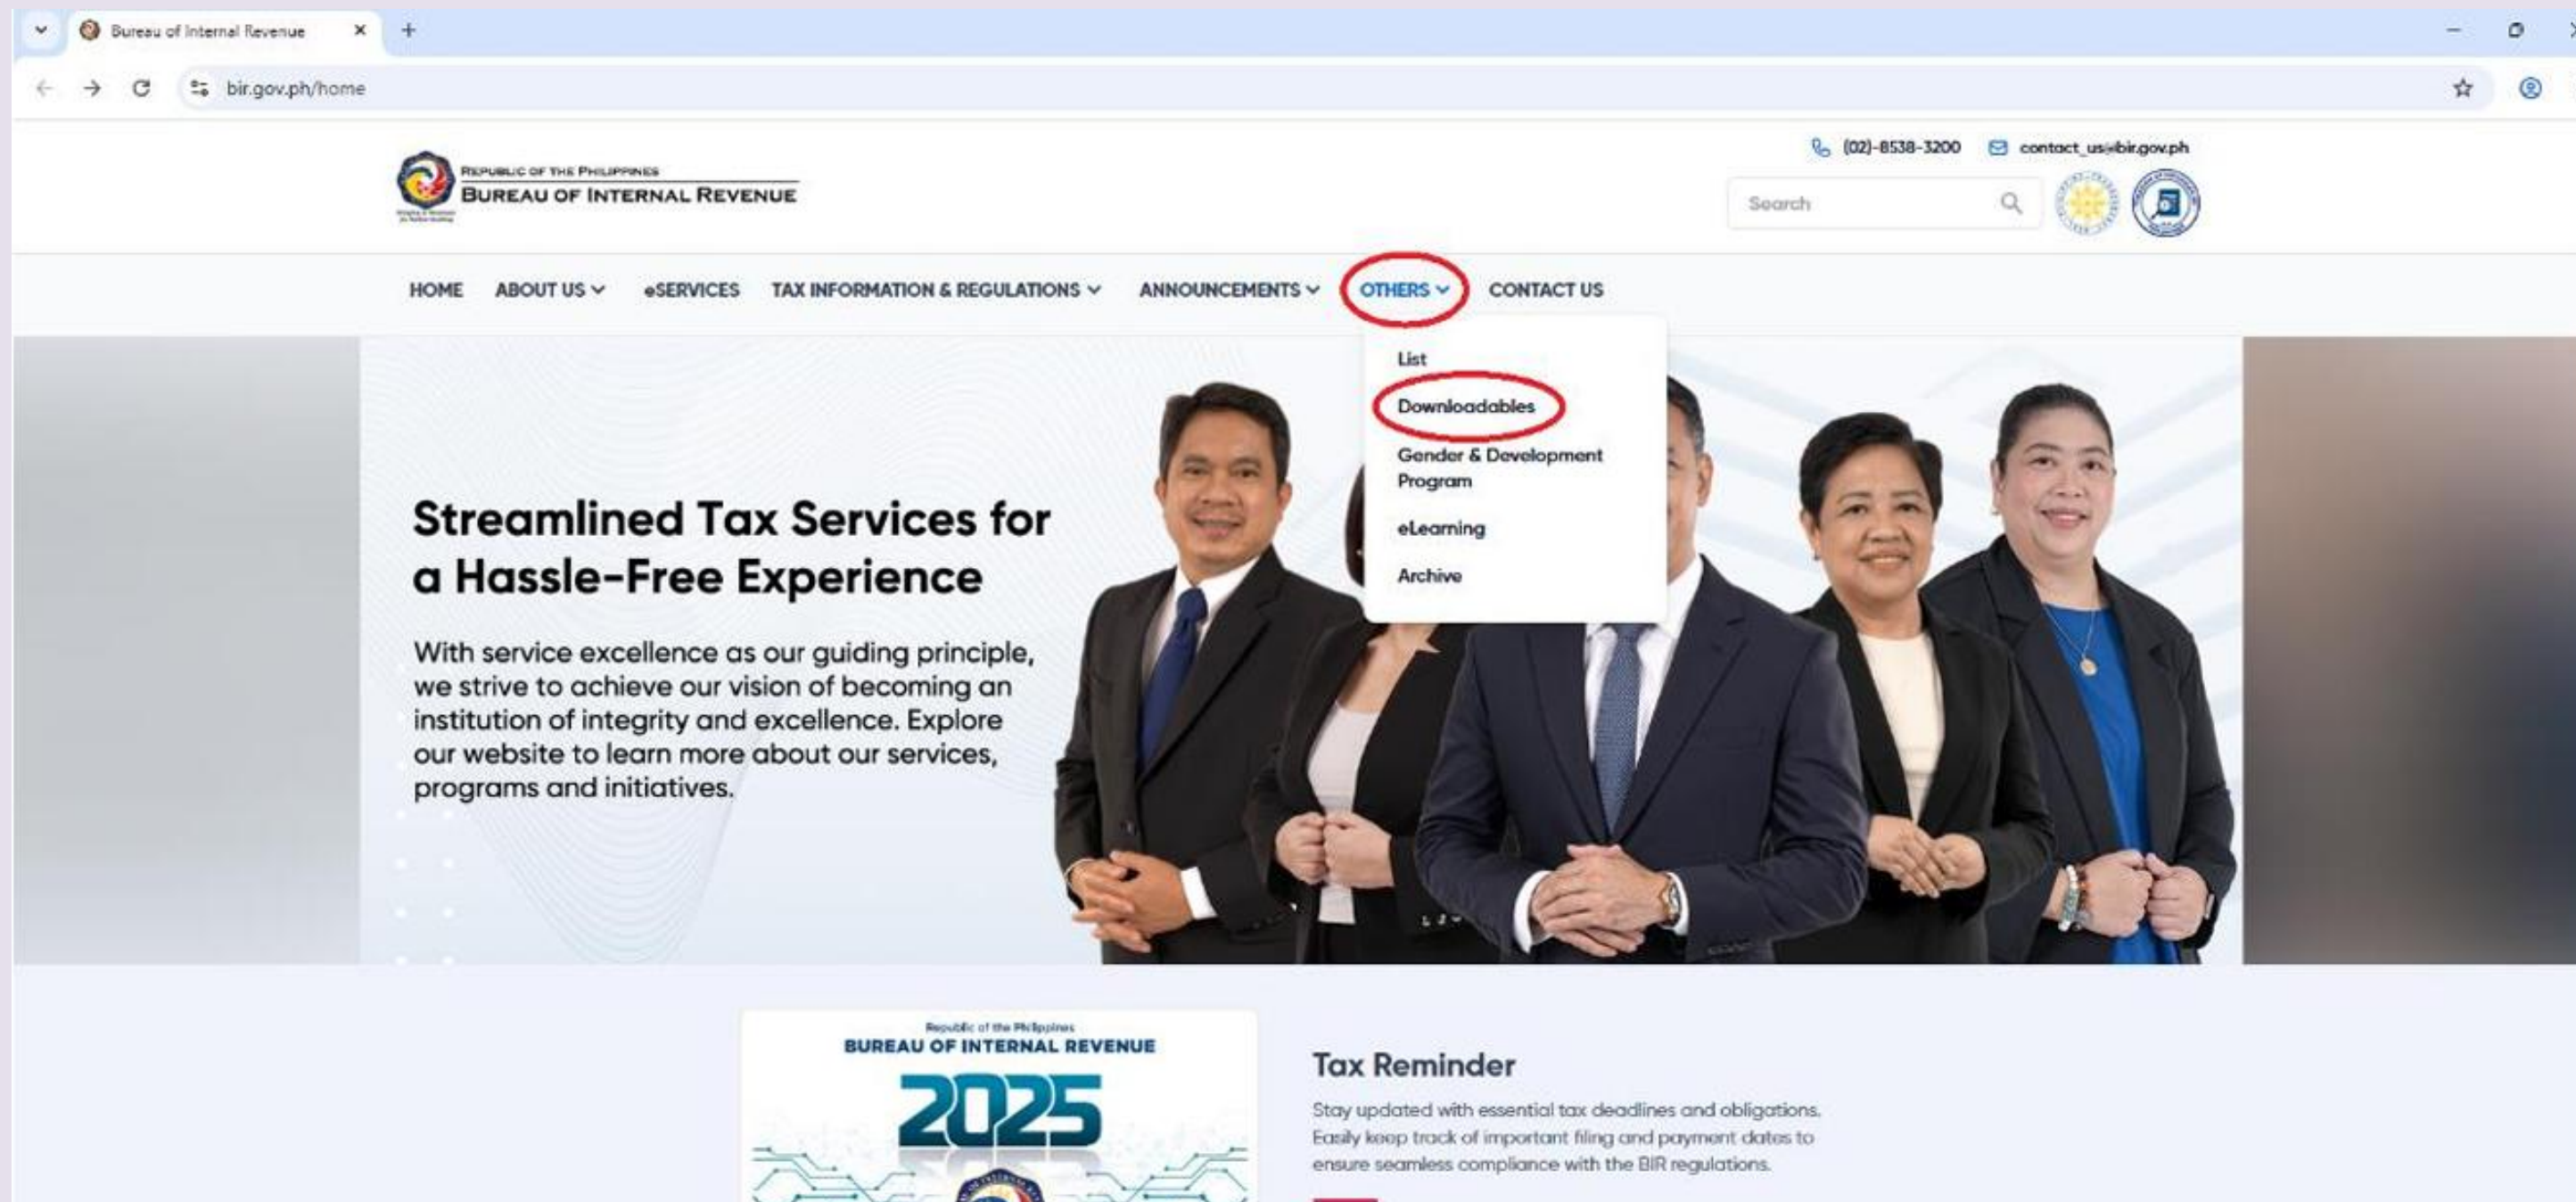 Bureau of Internal Revenue
bir.gov.ph/home
(02)-8538-3200 contact_us@bir.gov.ph
REPUBLIC OF THE PHILIPPINES
BUREAU OF INTERNAL REVENUE
Search
HOME ABOUT US eSERVICES TAX INFORMATION & REGULATIONS ANNOUNCEMENTS OTHERS CONTACT US
List
Downloadables
Gender & Development
Program
eLearning
Archive
Streamlined Tax Services for
a Hassle-Free Experience
With service excellence as our guiding principle,
we strive to achieve our vision of becoming an
institution of integrity and excellence. Explore
our website to learn more about our services,
programs and initiatives.
Republic of the Philippines
BUREAU OF INTERNAL REVENUE
2025
Tax Reminder
Stay updated with essential tax deadlines and obligations.
Easily keep track of important filing and payment dates to
ensure seamless compliance with the BIR regulations.